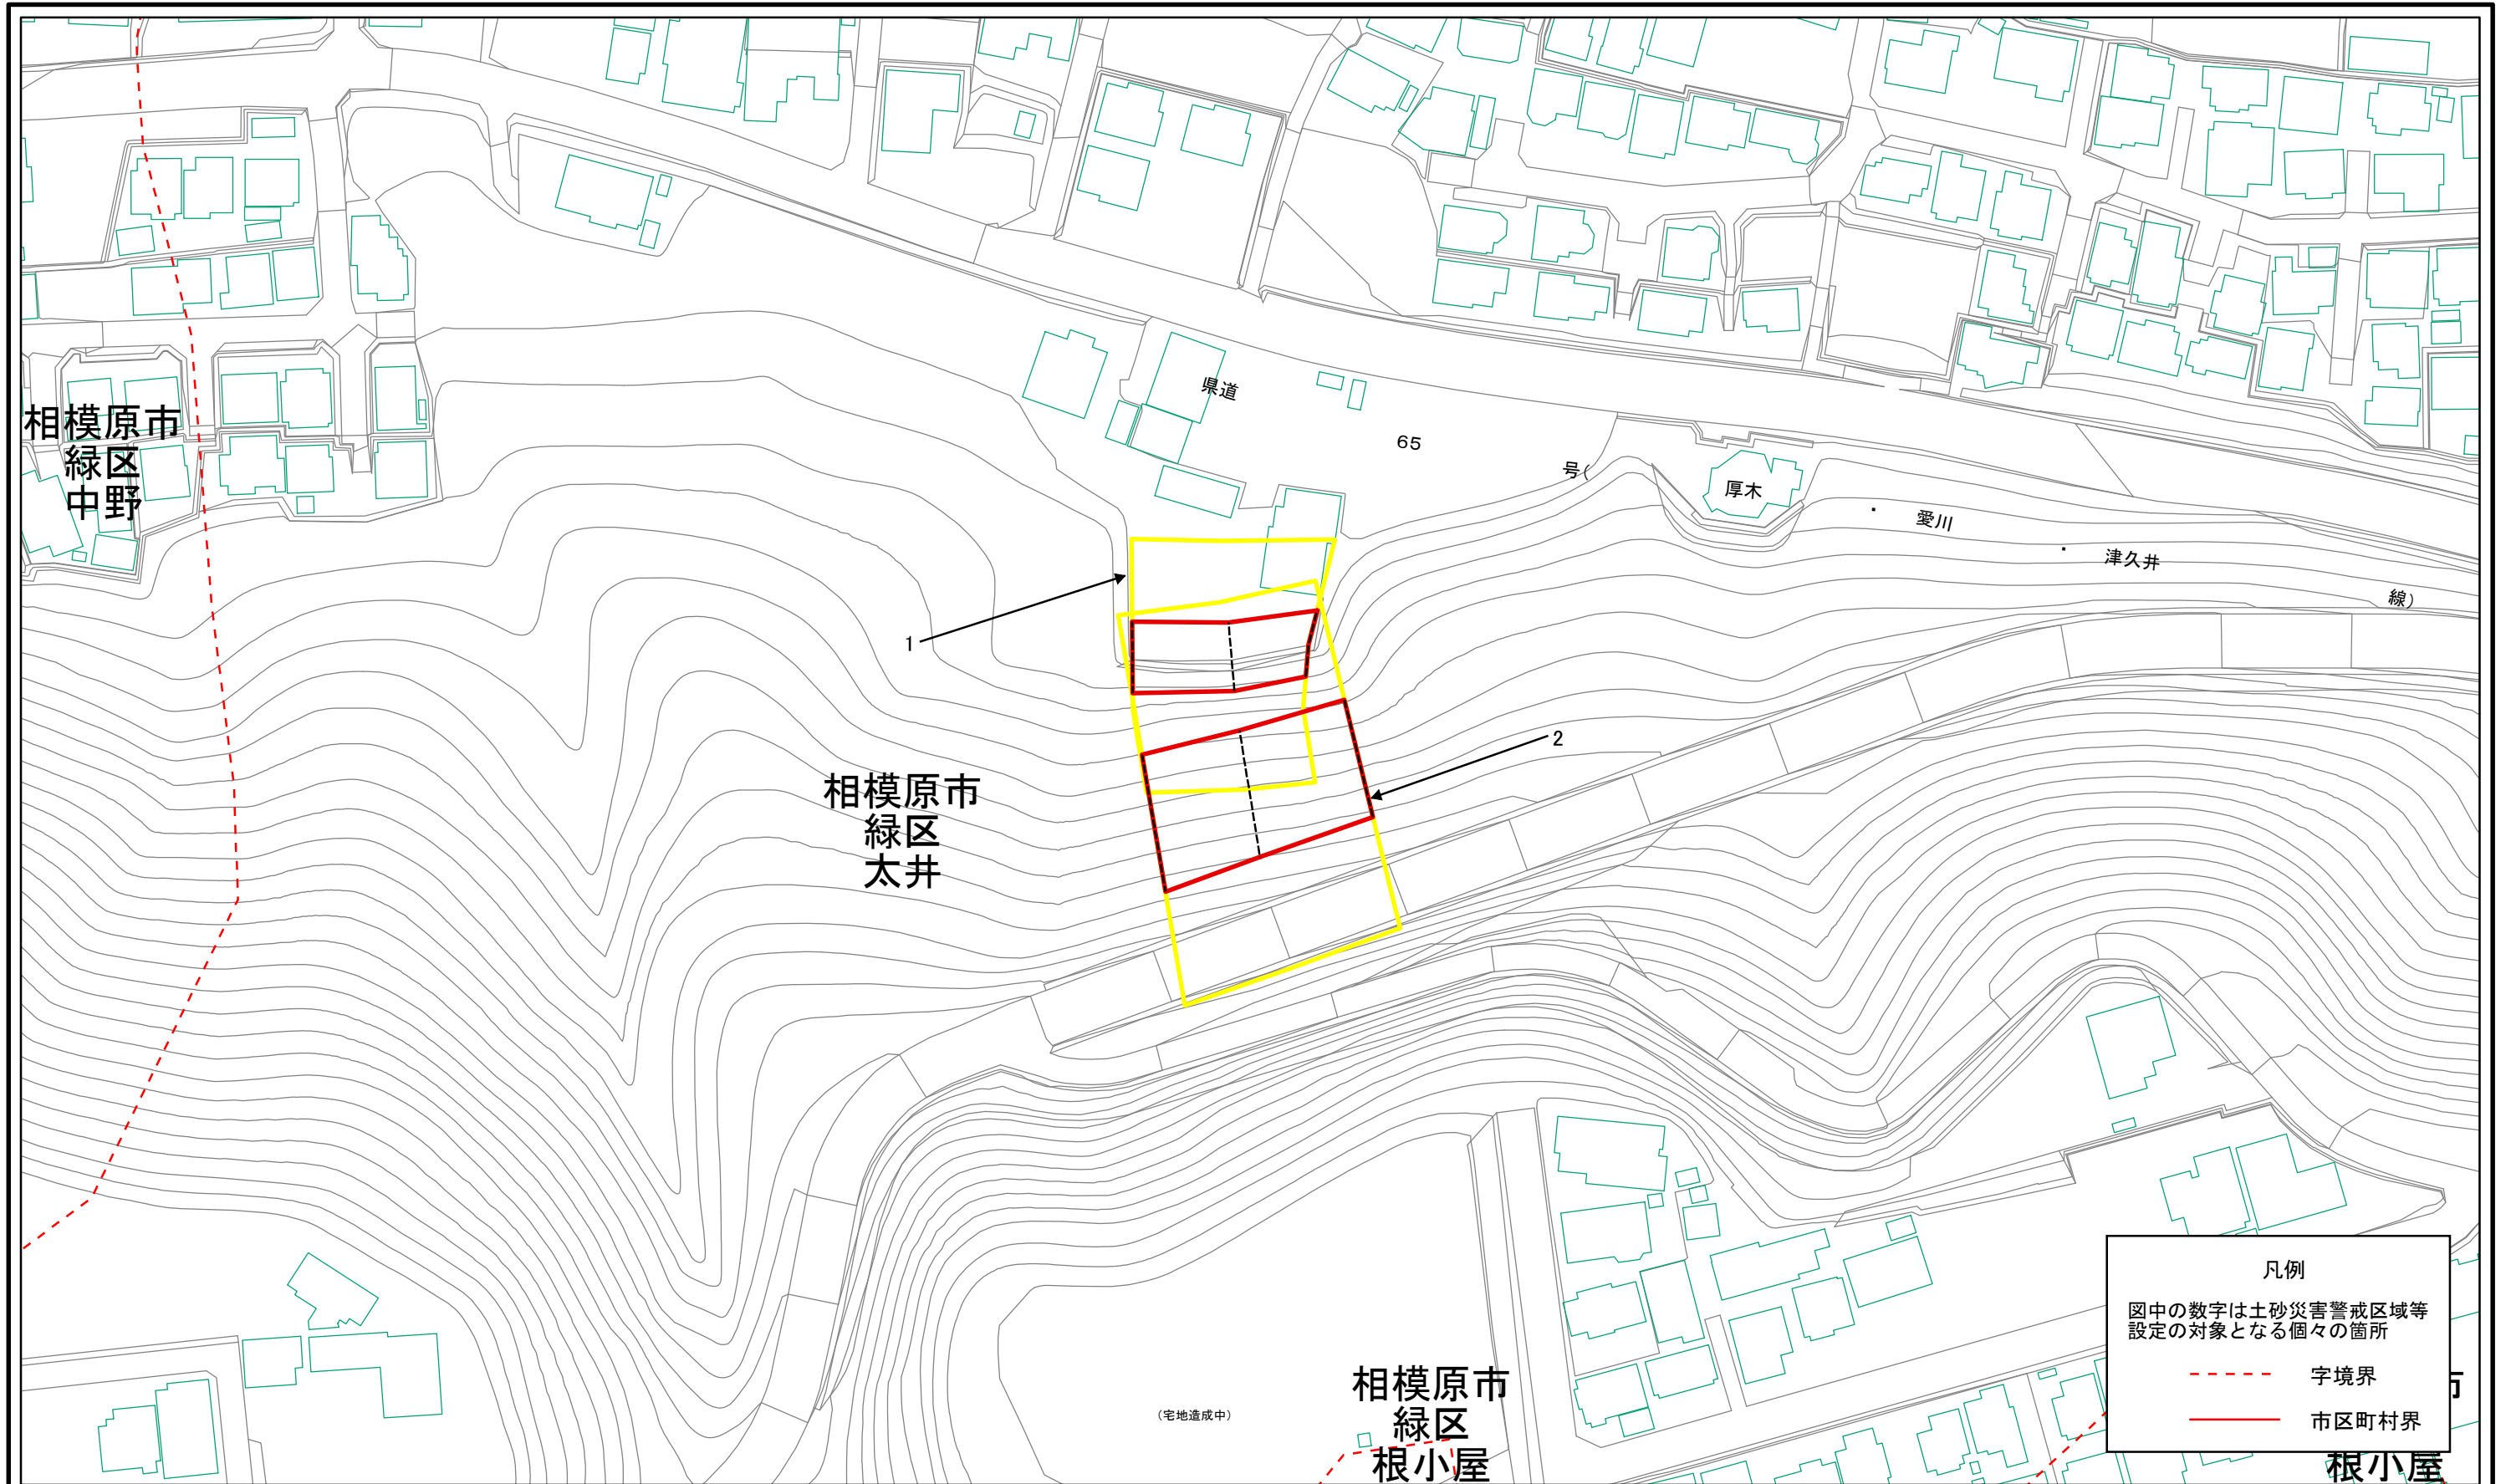 県道
65
号(
厚木
・
愛川
・
津久井
線)
相模原市
緑区
中野
1
2
相模原市
緑区
太井
(宅地造成中)
相模原市
緑区
根小屋
凡例
図中の数字は土砂災害警戒区域等
設定の対象となる個々の箇所
字境界
市区町村界
市
根小屋